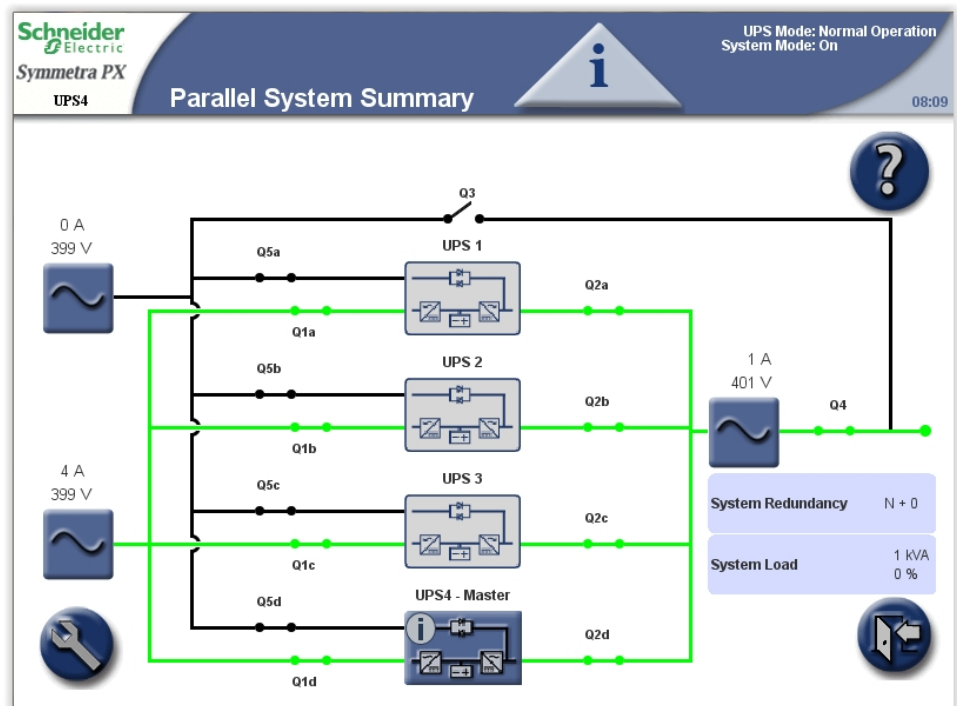 Schneider
Electric
Symmetra PX
UPS4
Parallel System Summary
i
UPS Mode: Normal Operation
System Mode: On
08:09
?
Q3
0 A
399 V
Q5a
UPS 1
Q1a
Q2a
Q5b
UPS 2
Q1b
Q2b
1 A
401 V
Q4
4 A
399 V
Q5c
UPS 3
Q1c
Q2c
System Redundancy N + 0
System Load 1 kVA
0 %
Q5d
UPS4 - Master
i
Q1d
Q2d